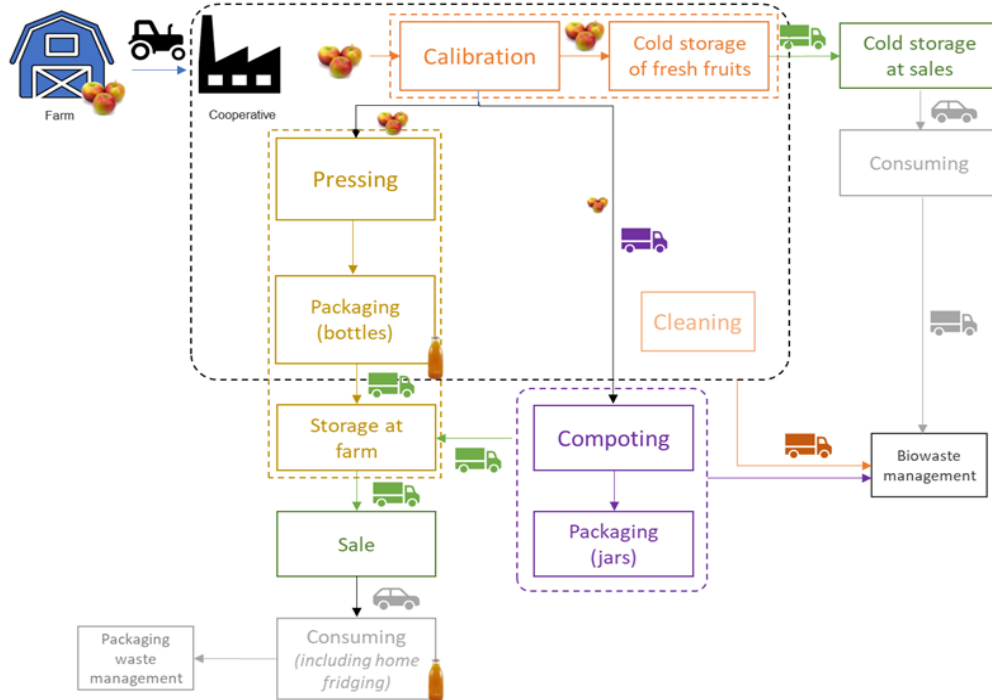 Farm
Cooperative
Calibration
Cold storage
of fresh fruits
Cold storage
at sales
Consuming
Pressing
Packaging
(bottles)
Cleaning
Storage at
farm
Compoting
Biowaste
management
Packaging
(jars)
Sale
Consuming
(including home
fridging)
Packaging
waste
management